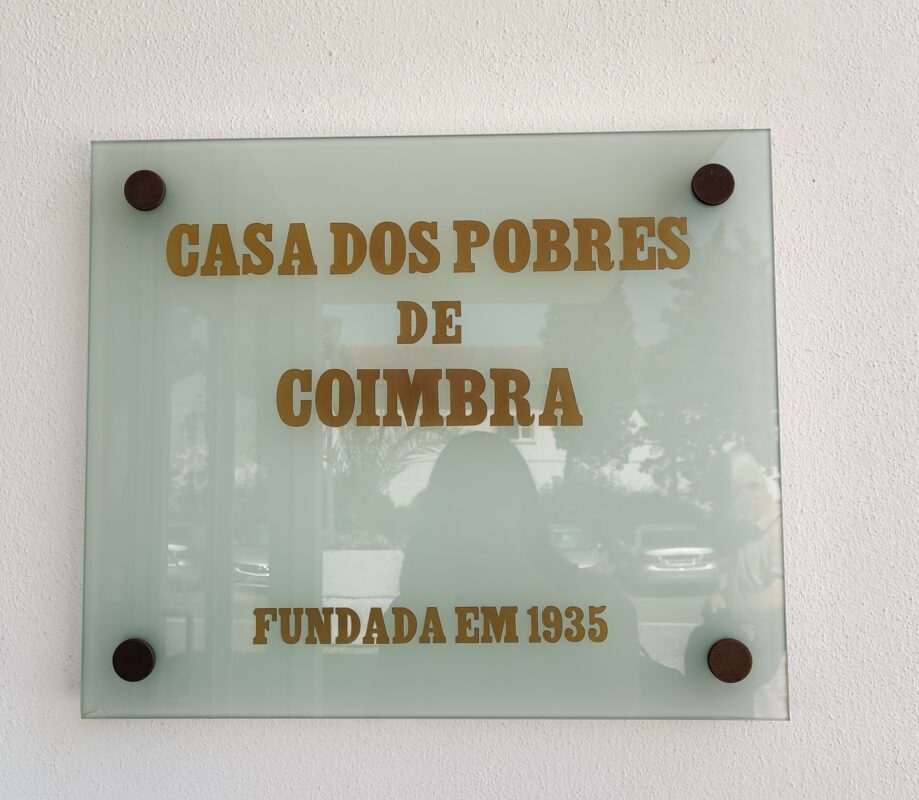 CASA DOS POBRES
DE
COIMBRA
FUNDADA EM 1935